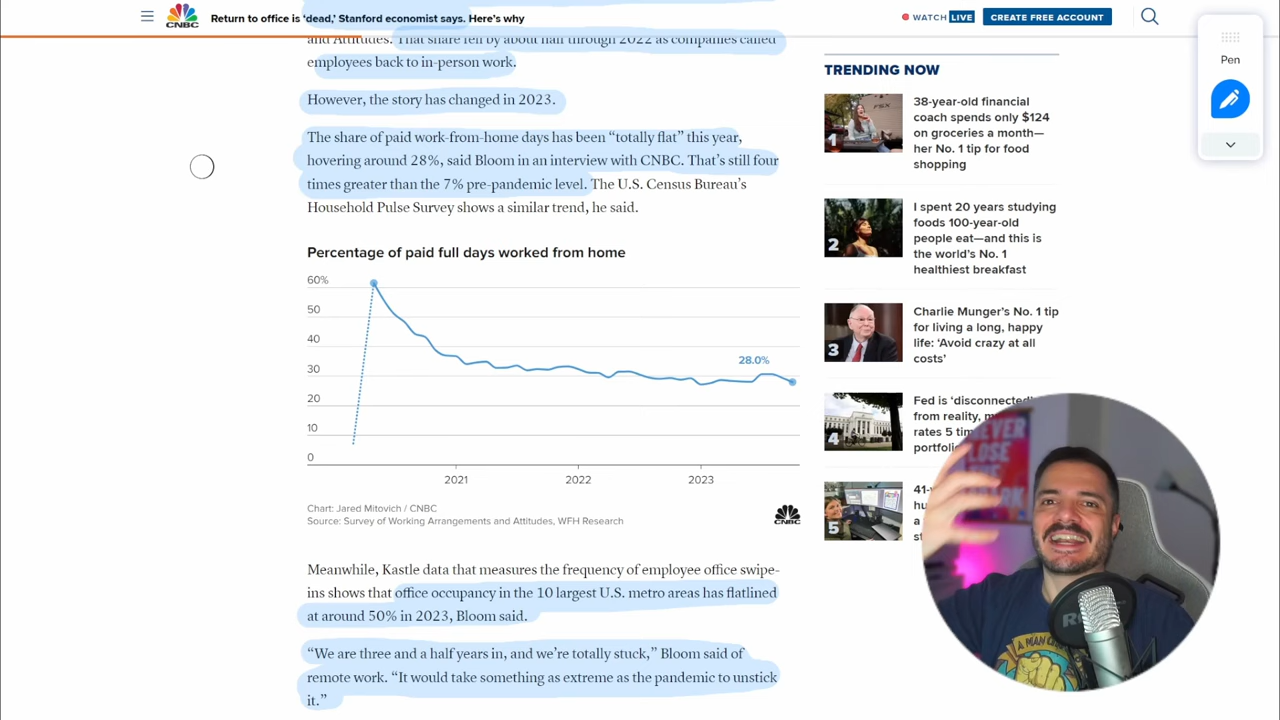 Return to office is ‘dead,’ Stanford economist says. Here’s why
WATCH LIVE
CREATE FREE ACCOUNT
CNBC
Pen
through 2022 as companies called
employees back to in-person work.
However, the story has changed in 2023.
The share of paid work-from-home days has been “totally flat” this year,
hovering around 28%, said Bloom in an interview with CNBC. That’s still four
times greater than the 7% pre-pandemic level. The U.S. Census Bureau’s
Household Pulse Survey shows a similar trend, he said.
Percentage of paid full days worked from home
60%
50
40
30
20
10
0
28.0%
2021
2022
2023
Chart: Jared Mitovich / CNBC
Source: Survey of Working Arrangements and Attitudes, WFH Research
CNBC
Meanwhile, Kastle data that measures the frequency of employee office swipe-
ins shows that office occupancy in the 10 largest U.S. metro areas has flatlined
at around 50% in 2023, Bloom said.
“We’re three and a half years in, and we’re totally stuck,” Bloom said of
remote work. “It would take something as extreme as the pandemic to unstick
it.”
TRENDING NOW
1
38-year-old financial
coach spends only $124
on groceries a month—
her No. 1 tip for food
shopping
2
I spent 20 years studying
foods 100-year-old
people eat—and this is
the world’s No. 1
healthiest breakfast
3
Charlie Munger’s No. 1 tip
for living a long, happy
life: ‘Avoid crazy at all
costs’
4
Fed is ‘disconnected’
from reality,
rates 5
5
41-
LOSE
A MAN